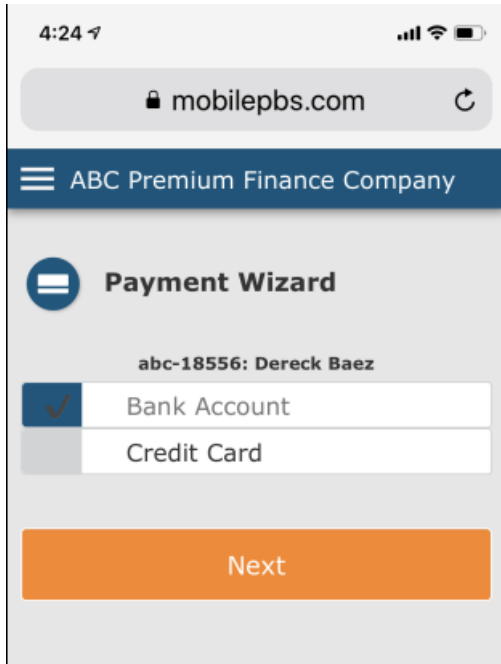 4:24
mobilepbs.com
ABC Premium Finance Company
Payment Wizard
abc-18556: Dereck Baez
Bank Account
Credit Card
Next